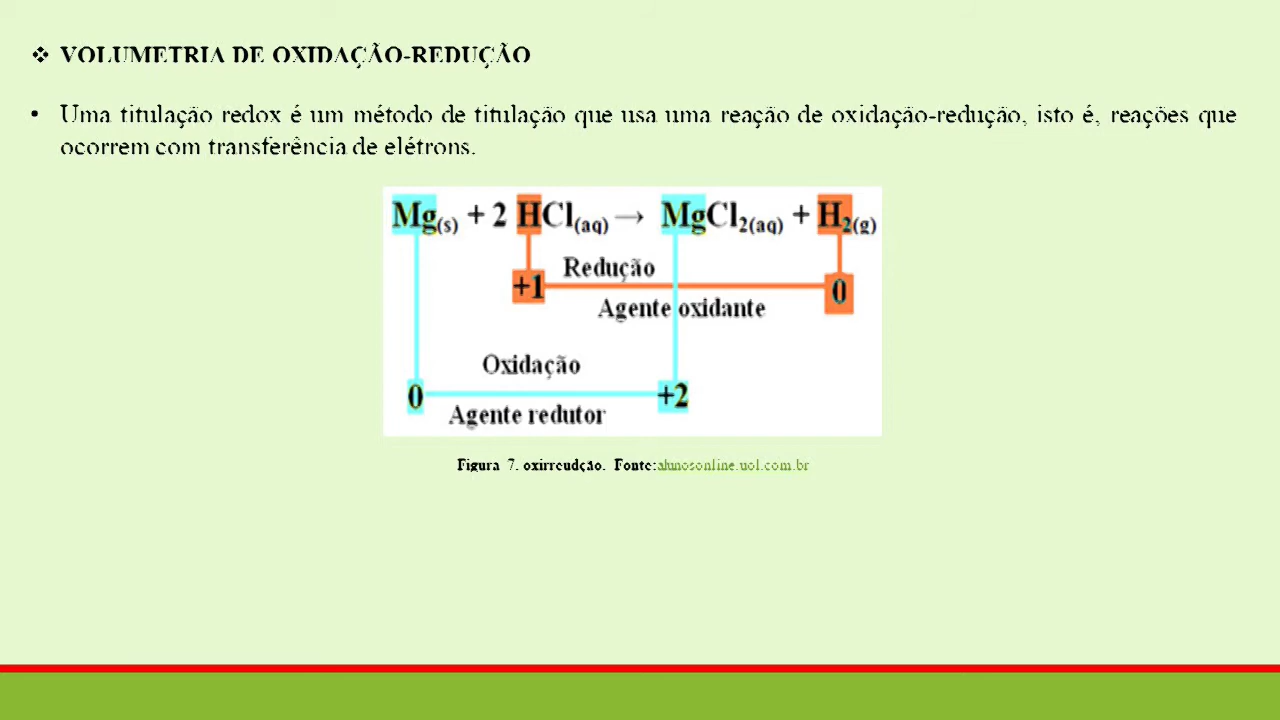 ❖ VOLUMETRIA DE OXIDAÇÃO-REDUÇÃO
• Uma titulação redox é um método de titulação que usa uma reação de oxidação-redução, isto é, reações que
ocorrem com transferência de elétrons.
Mg(s) + 2 HCl(aq) → MgCl2(aq) + H2(g)
Redução
+1
0
Agente oxidante
Oxidação
0
+2
Agente redutor
Figura 7. oxirreudção. Fonte:alunosonline.uol.com.br